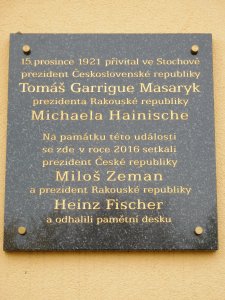 15. prosince 1921 přivítal ve Stochově
prezident Československé republiky
Tomáš Garrigue Masaryk
prezidenta Rakouské republiky
Michaela Hainische
Na památku této události
se zde v roce 2016 setkali
prezident České republiky
Miloš Zeman
a prezident Rakouské republiky
Heinz Fischer
a odhalili pamětní desku